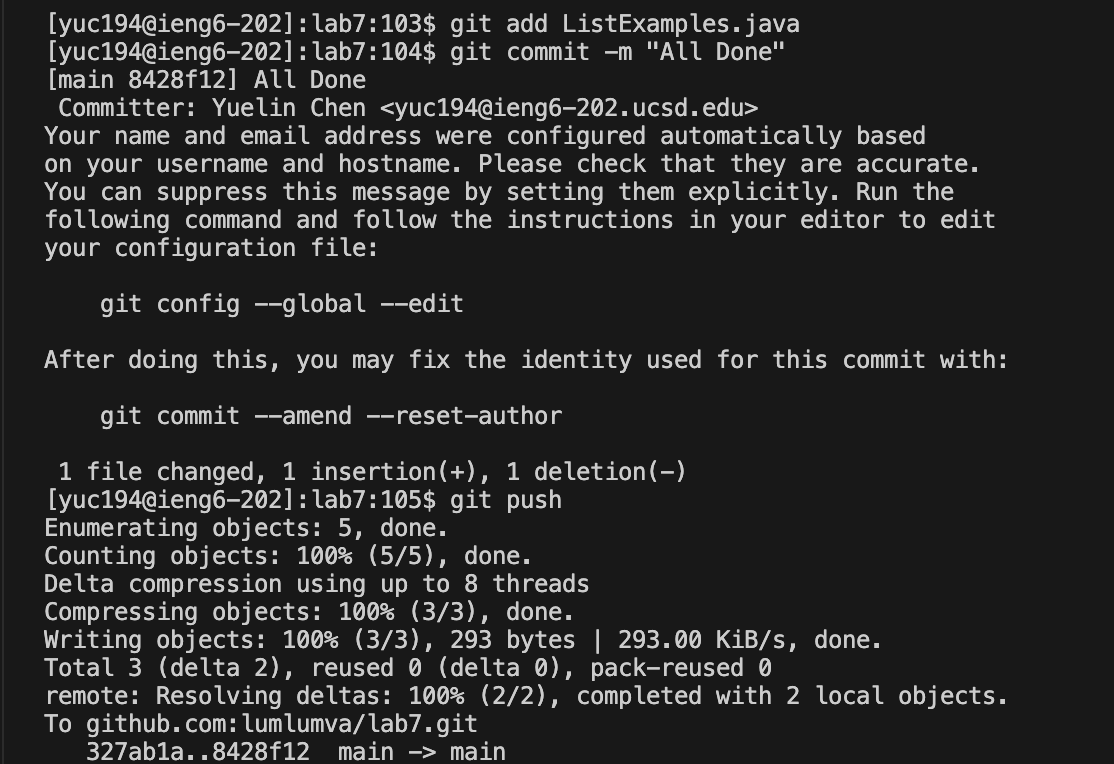 [yuc194@ieng6-202]:lab7:103$ git add ListExamples.java
[yuc194@ieng6-202]:lab7:104$ git commit -m "All Done"
[main 8428f12] All Done
 Committer: Yuelin Chen <yuc194@ieng6-202.ucsd.edu>
Your name and email address were configured automatically based
on your username and hostname. Please check that they are accurate.
You can suppress this message by setting them explicitly. Run the
following command and follow the instructions in your editor to edit
your configuration file:

    git config --global --edit

After doing this, you may fix the identity used for this commit with:

    git commit --amend --reset-author

 1 file changed, 1 insertion(+), 1 deletion(-)
[yuc194@ieng6-202]:lab7:105$ git push
Enumerating objects: 5, done.
Counting objects: 100% (5/5), done.
Delta compression using up to 8 threads
Compressing objects: 100% (3/3), done.
Writing objects: 100% (3/3), 293 bytes | 293.00 KiB/s, done.
Total 3 (delta 2), reused 0 (delta 0), pack-reused 0
remote: Resolving deltas: 100% (2/2), completed with 2 local objects.
To github.com:lumlumva/lab7.git
   327ab1a..8428f12  main -> main